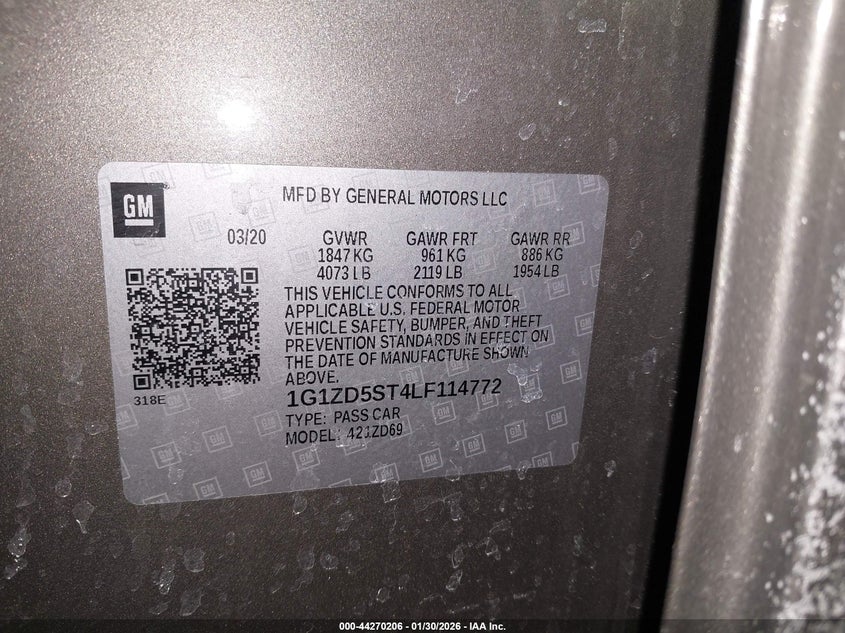 GM
MFD BY GENERAL MOTORS LLC
03/20 GVWR GAWR FRT GAWR RR
1847 KG 961 KG 886 KG
4073 LB 2119 LB 1954 LB
THIS VEHICLE CONFORMS TO ALL
APPLICABLE U.S. FEDERAL MOTOR
VEHICLE SAFETY, BUMPER, AND THEFT
PREVENTION STANDARDS IN EFFECT ON
THE DATE OF MANUFACTURE SHOWN
ABOVE.
318E
1G1ZD5ST4LF114772
TYPE: PASS CAR
MODEL: 421ZD69
000-44270206 - 01/30/2026 - IAA Inc.